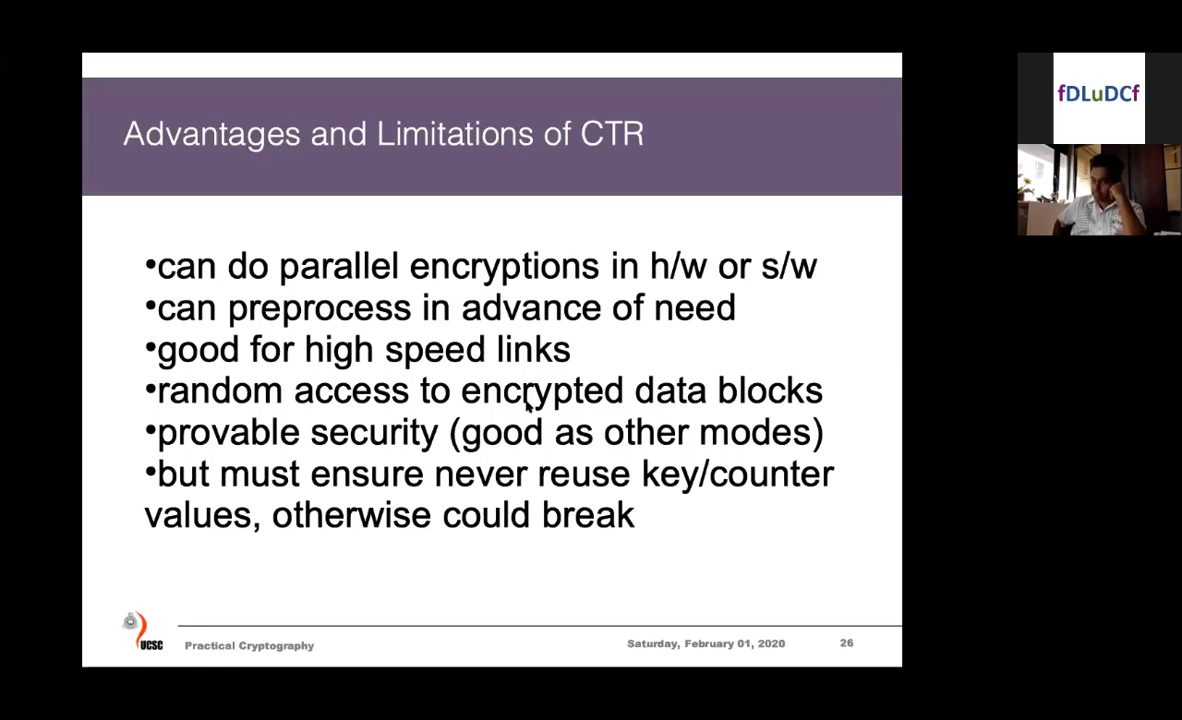 Advantages and Limitations of CTR
•can do parallel encryptions in h/w or s/w
•can preprocess in advance of need
•good for high speed links
•random access to encrypted data blocks
•provable security (good as other modes)
•but must ensure never reuse key/counter
values, otherwise could break
UCSC
Practical Cryptography
Saturday, February 01, 2020
26
fDLuDCf